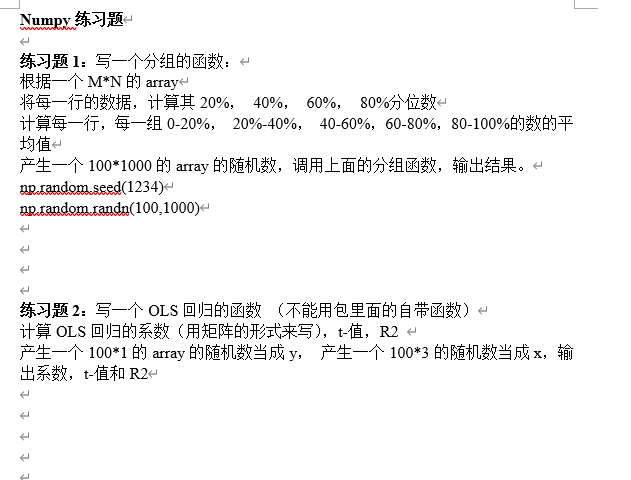 Numpy 练习题
练习题 1：写一个分组的函数：
根据一个 M*N 的 array
将每一行的数据，计算其 20%， 40%， 60%， 80%分位数
计算每一行，每一组 0-20%， 20%-40%， 40-60%，60-80%，80-100%的数的平
均值
产生一个 100*1000 的 array 的随机数，调用上面的分组函数，输出结果。
np.random.seed(1234)
np.random.randn(100,1000)
练习题 2：写一个 OLS 回归的函数 （不能用包里面的自带函数）
计算 OLS 回归的系数（用矩阵的形式来写），t-值，R2
产生一个 100*1 的 array 的随机数当成 y， 产生一个 100*3 的随机数当成 x，输
出系数，t-值和 R2